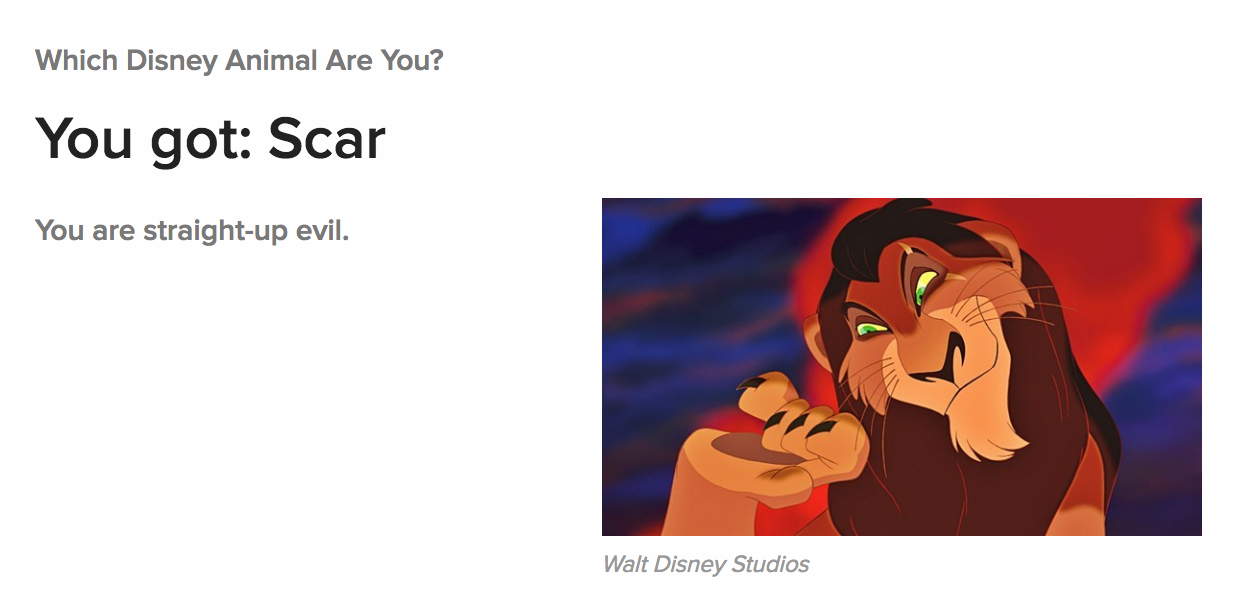 Which Disney Animal Are You?
You got: Scar
You are straight-up evil.
Walt Disney Studios